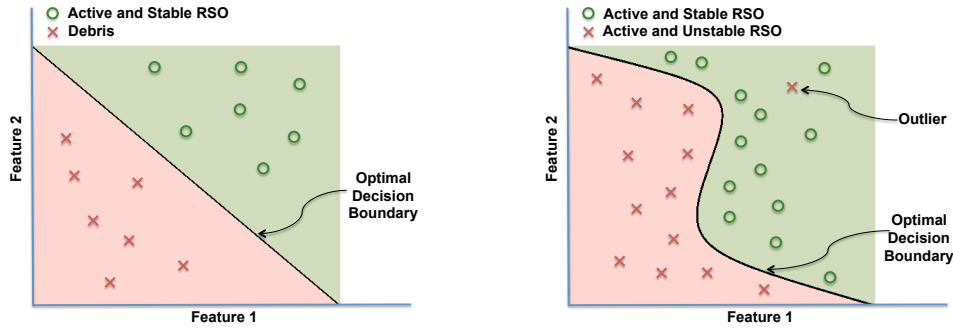 Active and Stable RSO
Debris
Feature 2
Optimal
Decision
Boundary
Feature 1
Active and Stable RSO
Active and Unstable RSO
Feature 2
Outlier
Optimal
Decision
Boundary
Feature 1